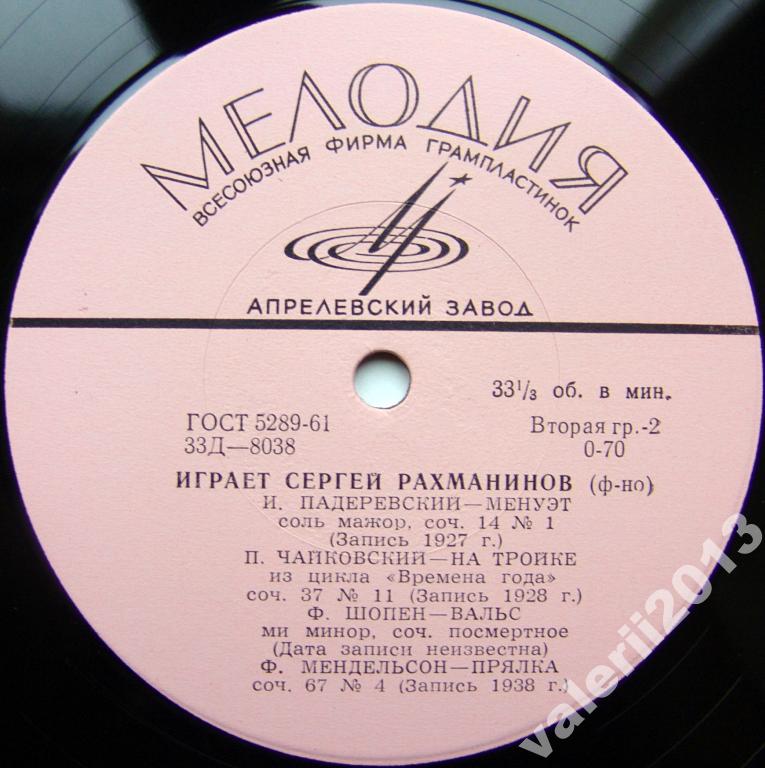 МЕЛОДИЯ
ВСЕСОЮЗНАЯ ФИРМА ГРАМПЛАСТИНОК
АПРЕЛЕВСКИЙ ЗАВОД
33 1/3 об. в мин.
ГОСТ 5289-61 Вторая гр.-2
33Д—8038 0-70
ИГРАЕТ СЕРГЕЙ РАХМАНИНОВ (ф-но)
И. ПАДЕРЕВСКИЙ—МЕНУЭТ
соль мажор, соч. 14 № 1
(Запись 1927 г.)
П. ЧАЙКОВСКИЙ—НА ТРОЙКЕ
из цикла «Времена года»
соч. 37 № 11 (Запись 1928 г.)
Ф. ШОПЕН—ВАЛЬС
ми минор, соч. посмертное
(Дата записи неизвестна)
Ф. МЕНДЕЛЬСОН—ПРЯЛКА
соч. 67 № 4 (Запись 1938 г.)
valerii2013